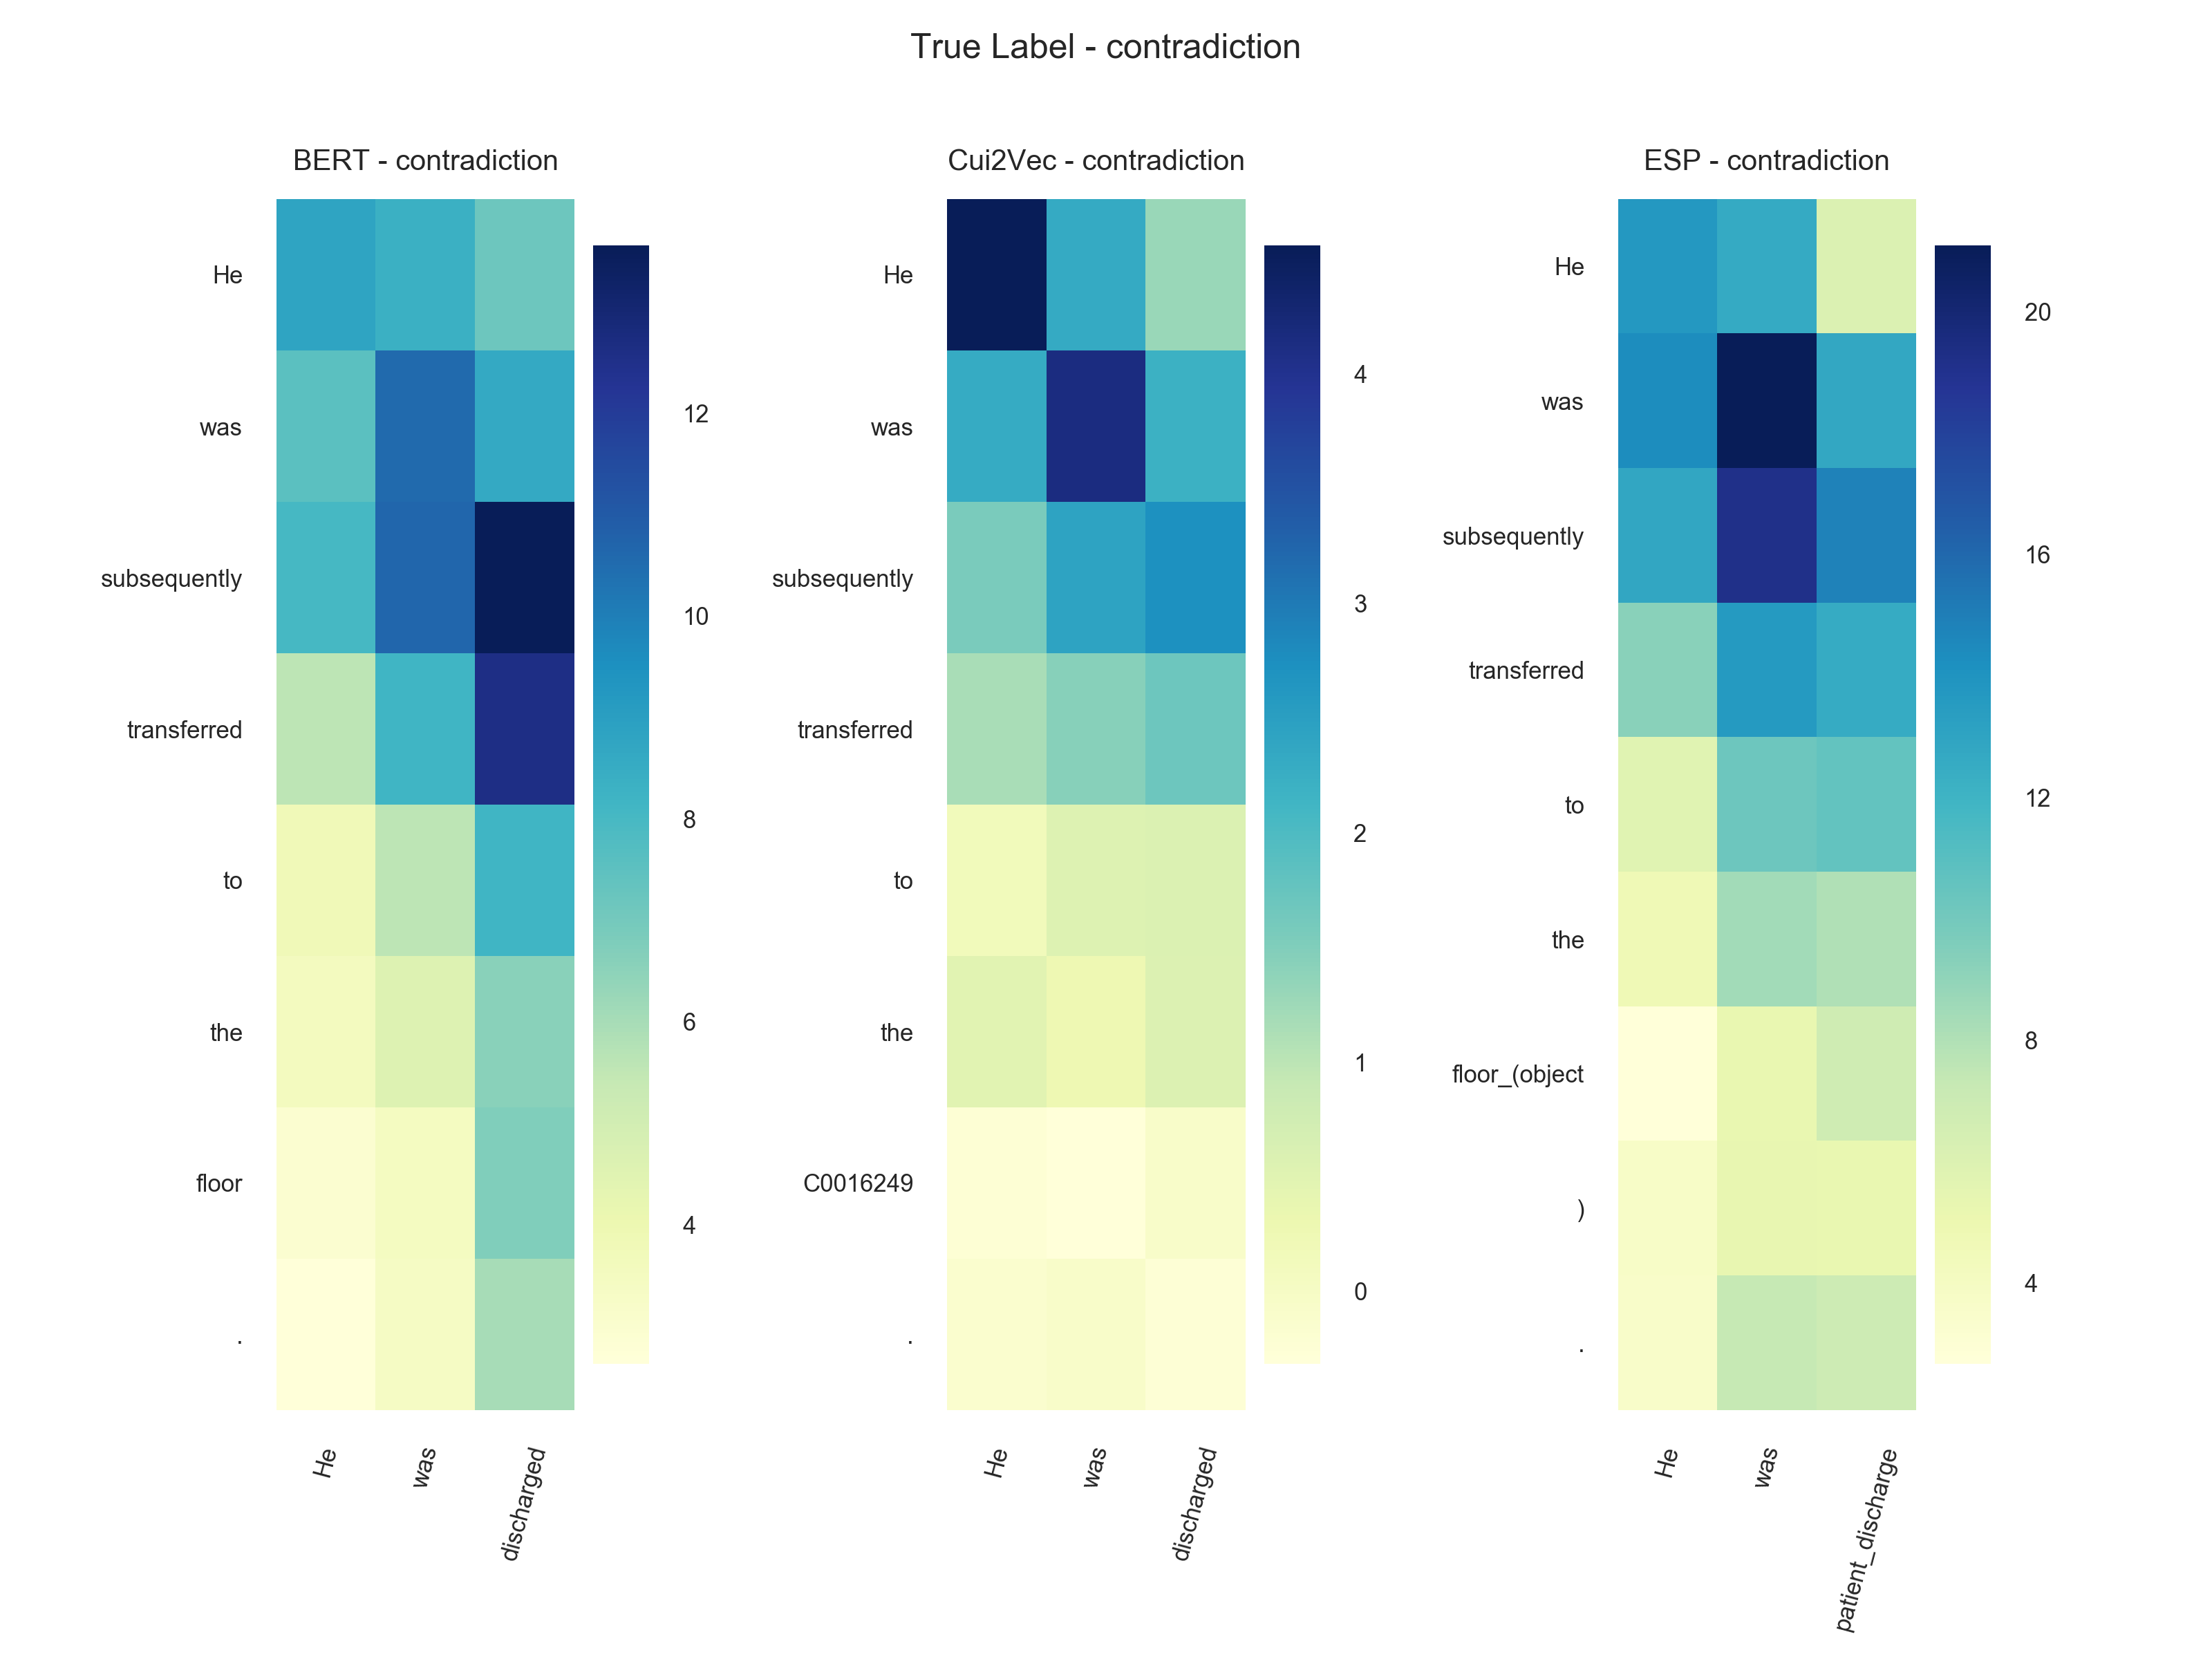 True Label - contradiction
BERT - contradiction
He
was
subsequently
transferred
to
the
floor
.
He
was
discharged
12
10
8
6
4
Cui2Vec - contradiction
He
was
subsequently
transferred
to
the
C0016249
.
He
was
discharged
4
3
2
1
0
ESP - contradiction
He
was
subsequently
transferred
to
the
floor_(object
)
.
He
was
patient_discharge
20
16
12
8
4